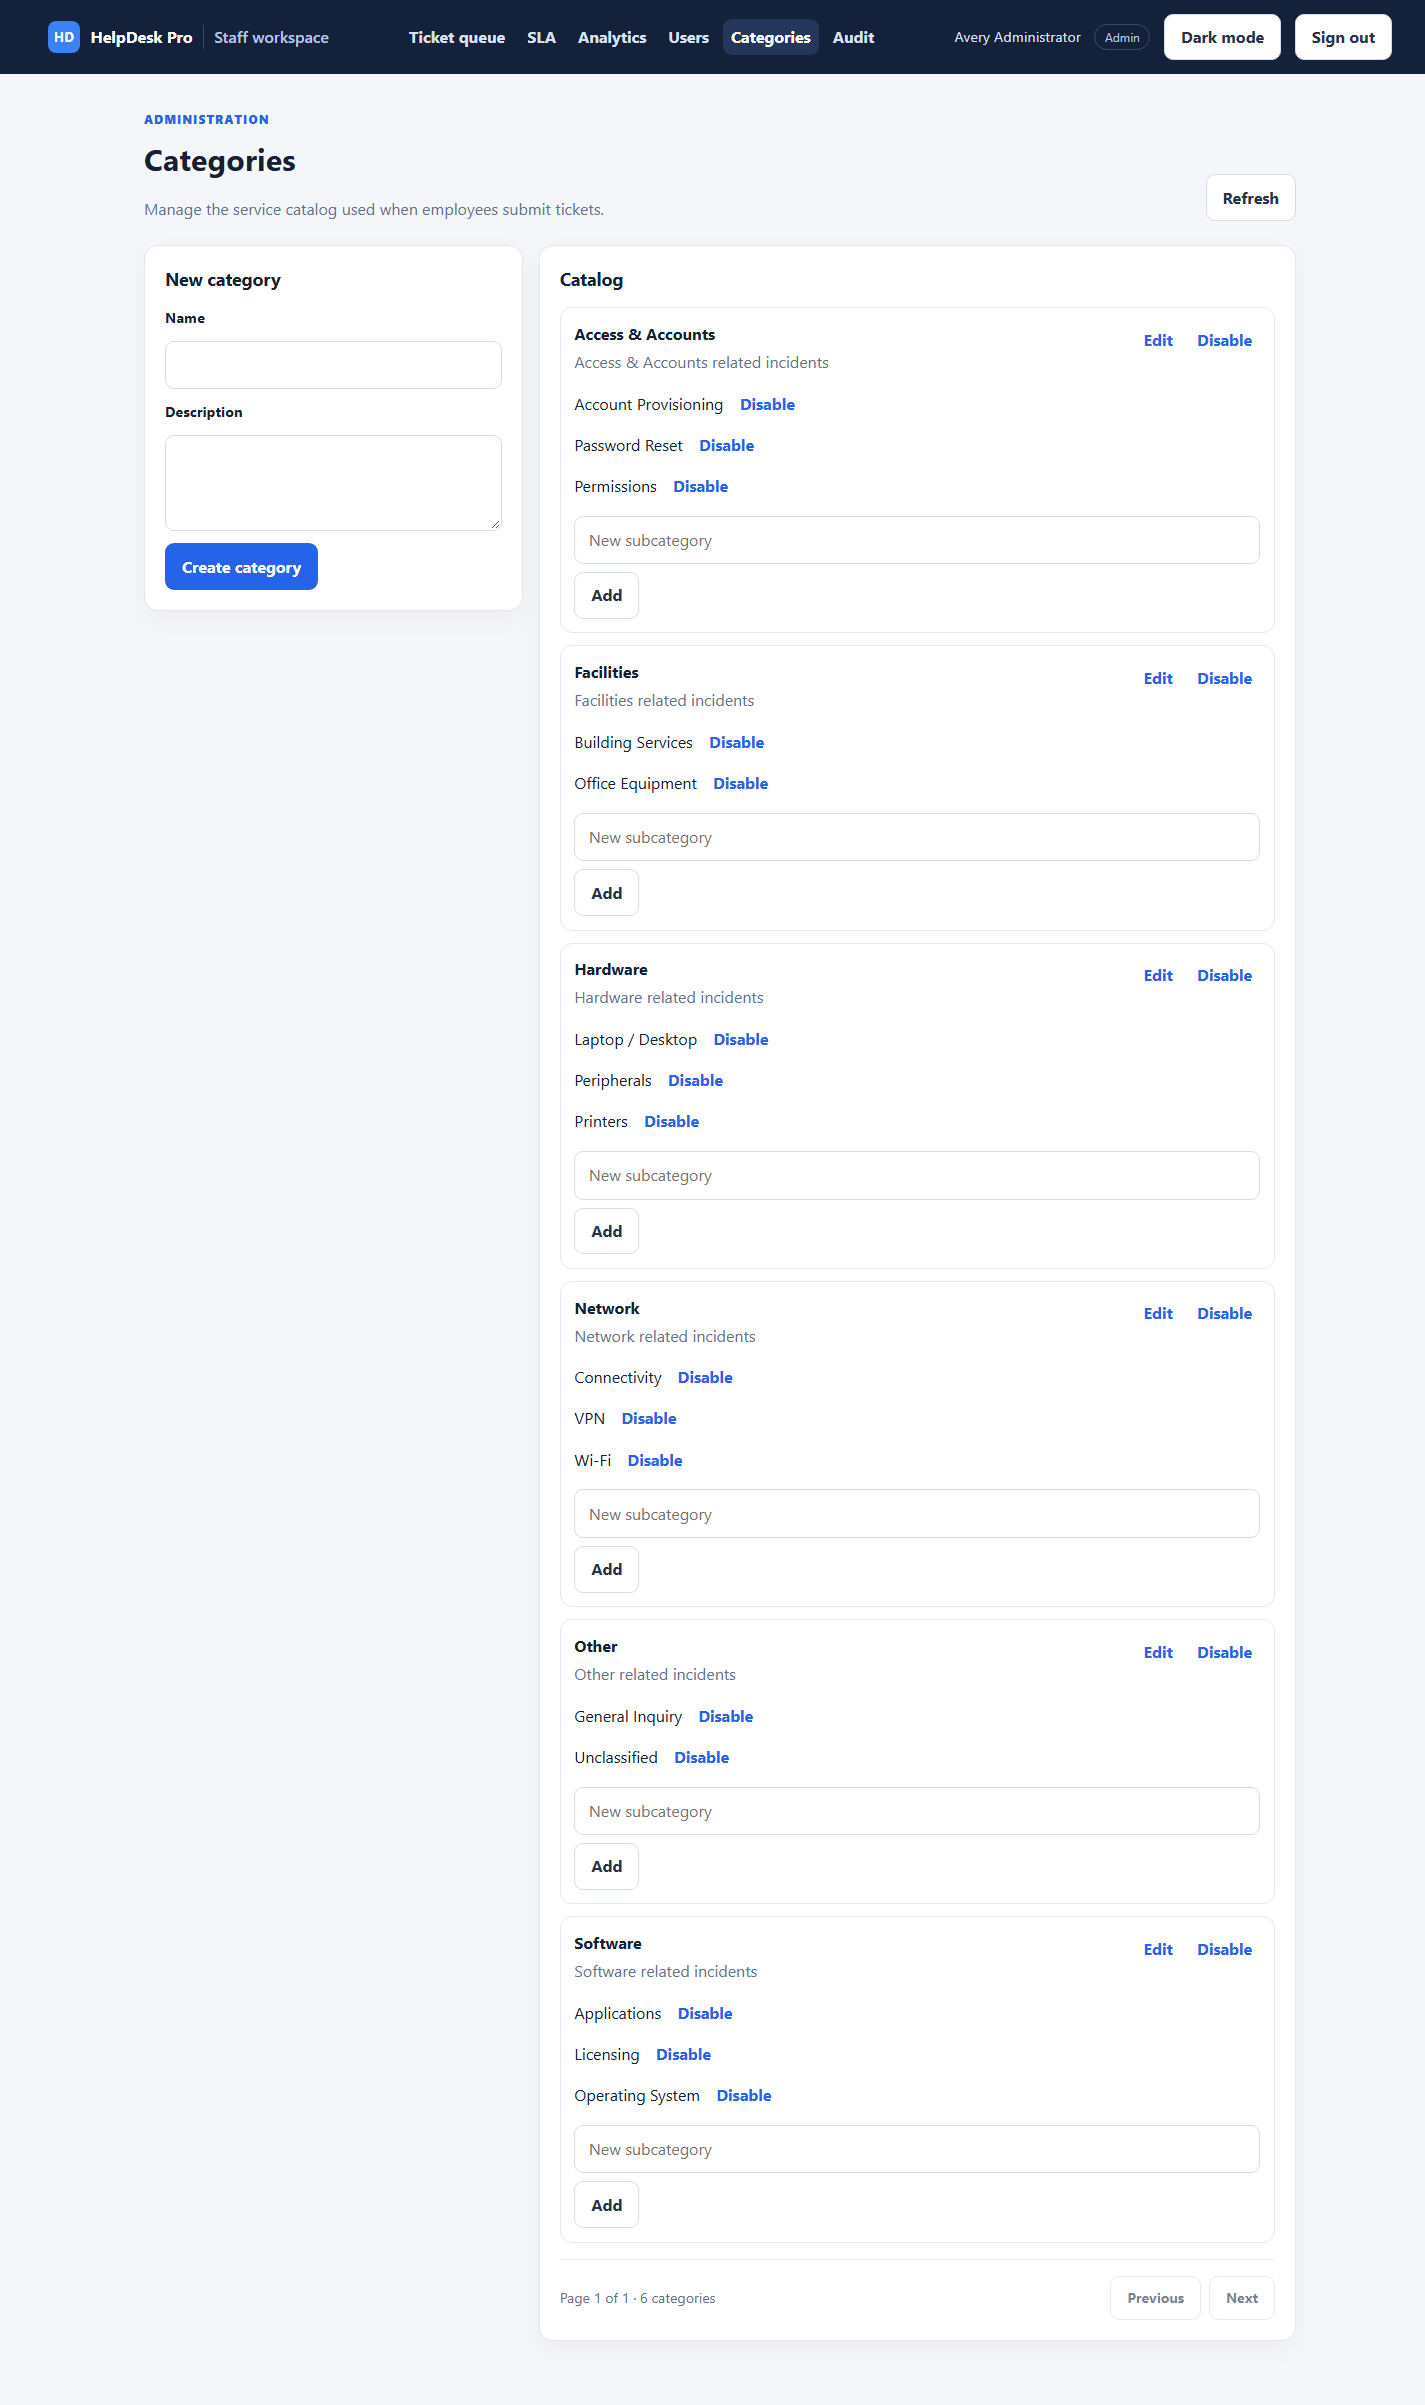 HD HelpDesk Pro Staff workspace Ticket queue SLA Analytics Users Categories Audit Avery Administrator Admin Dark mode Sign out
ADMINISTRATION
Categories
Manage the service catalog used when employees submit tickets.
Refresh
New category
Name
Description
Create category
Catalog
Access & Accounts Edit Disable
Access & Accounts related incidents
Account Provisioning Disable
Password Reset Disable
Permissions Disable
New subcategory
Add
Facilities Edit Disable
Facilities related incidents
Building Services Disable
Office Equipment Disable
New subcategory
Add
Hardware Edit Disable
Hardware related incidents
Laptop / Desktop Disable
Peripherals Disable
Printers Disable
New subcategory
Add
Network Edit Disable
Network related incidents
Connectivity Disable
VPN Disable
Wi-Fi Disable
New subcategory
Add
Other Edit Disable
Other related incidents
General Inquiry Disable
Unclassified Disable
New subcategory
Add
Software Edit Disable
Software related incidents
Applications Disable
Licensing Disable
Operating System Disable
New subcategory
Add
Page 1 of 1 · 6 categories Previous Next